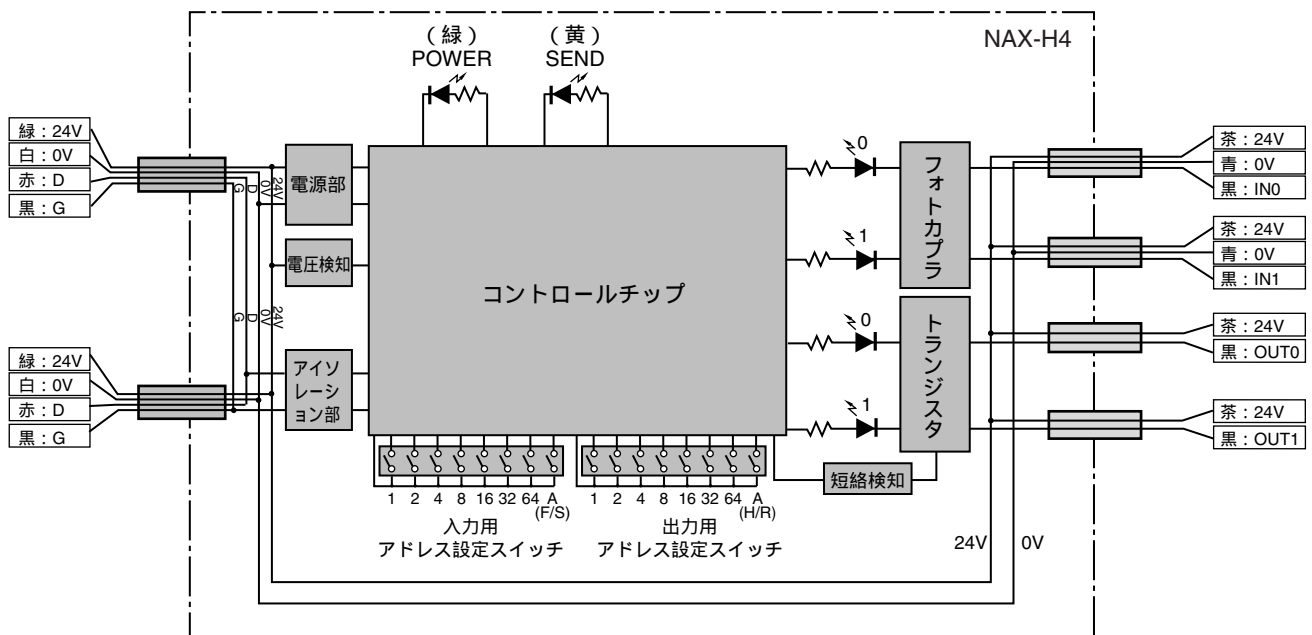 NAX-H4
（緑）
POWER
（黄）
SEND
緑：24V
白：0V
赤：D
黒：G
24V
0V
D
G
電源部
電圧検知
24V
0V
D
G
緑：24V
白：0V
赤：D
黒：G
アイソ
レーシ
ョン部
コントロールチップ
0
1
フォトカプラ
0
1
トランジスタ
短絡検知
茶：24V
青：0V
黒：IN0
茶：24V
青：0V
黒：IN1
茶：24V
黒：OUT0
茶：24V
黒：OUT1
1 2 4 8 16 32 64 A
(F/S)
入力用
アドレス設定スイッチ
1 2 4 8 16 32 64 A
(H/R)
出力用
アドレス設定スイッチ
24V 0V